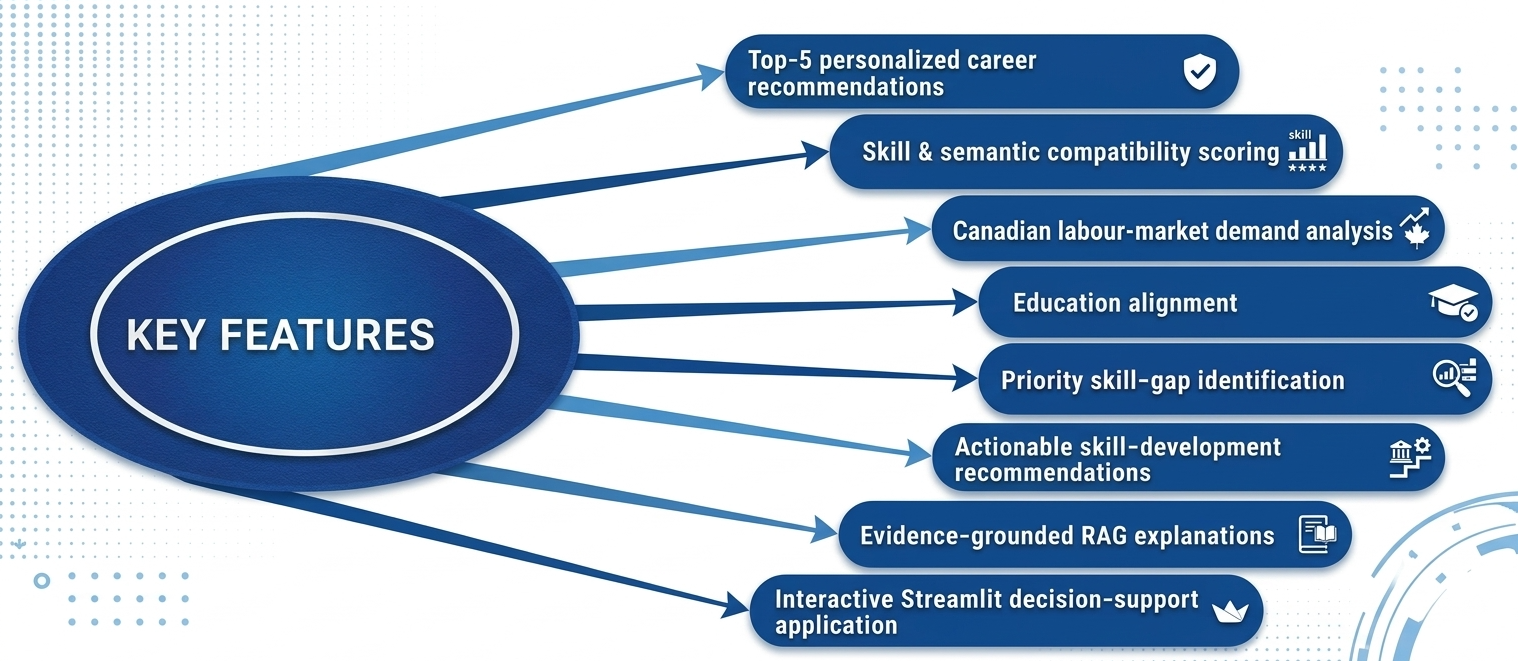 Top-5 personalized career
recommendations
skill
Skill & semantic compatibility scoring
Canadian labour-market demand analysis
Education alignment
KEY FEATURES
Priority skill-gap identification
Actionable skill-development
recommendations
Evidence-grounded RAG explanations
Interactive Streamlit decision-support
application